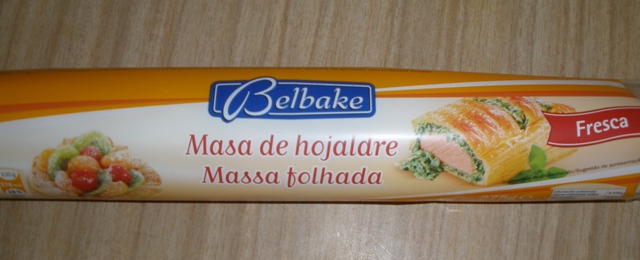 Belbake
Masa de hojaldre
Massa folhada
Fresca